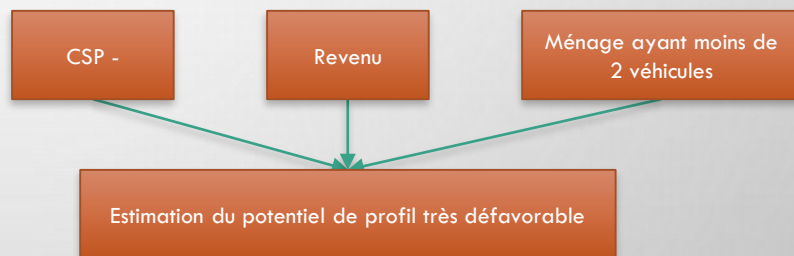 CSP -
Revenu
Ménage ayant moins de
2 véhicules
Estimation du potentiel de profil très défavorable